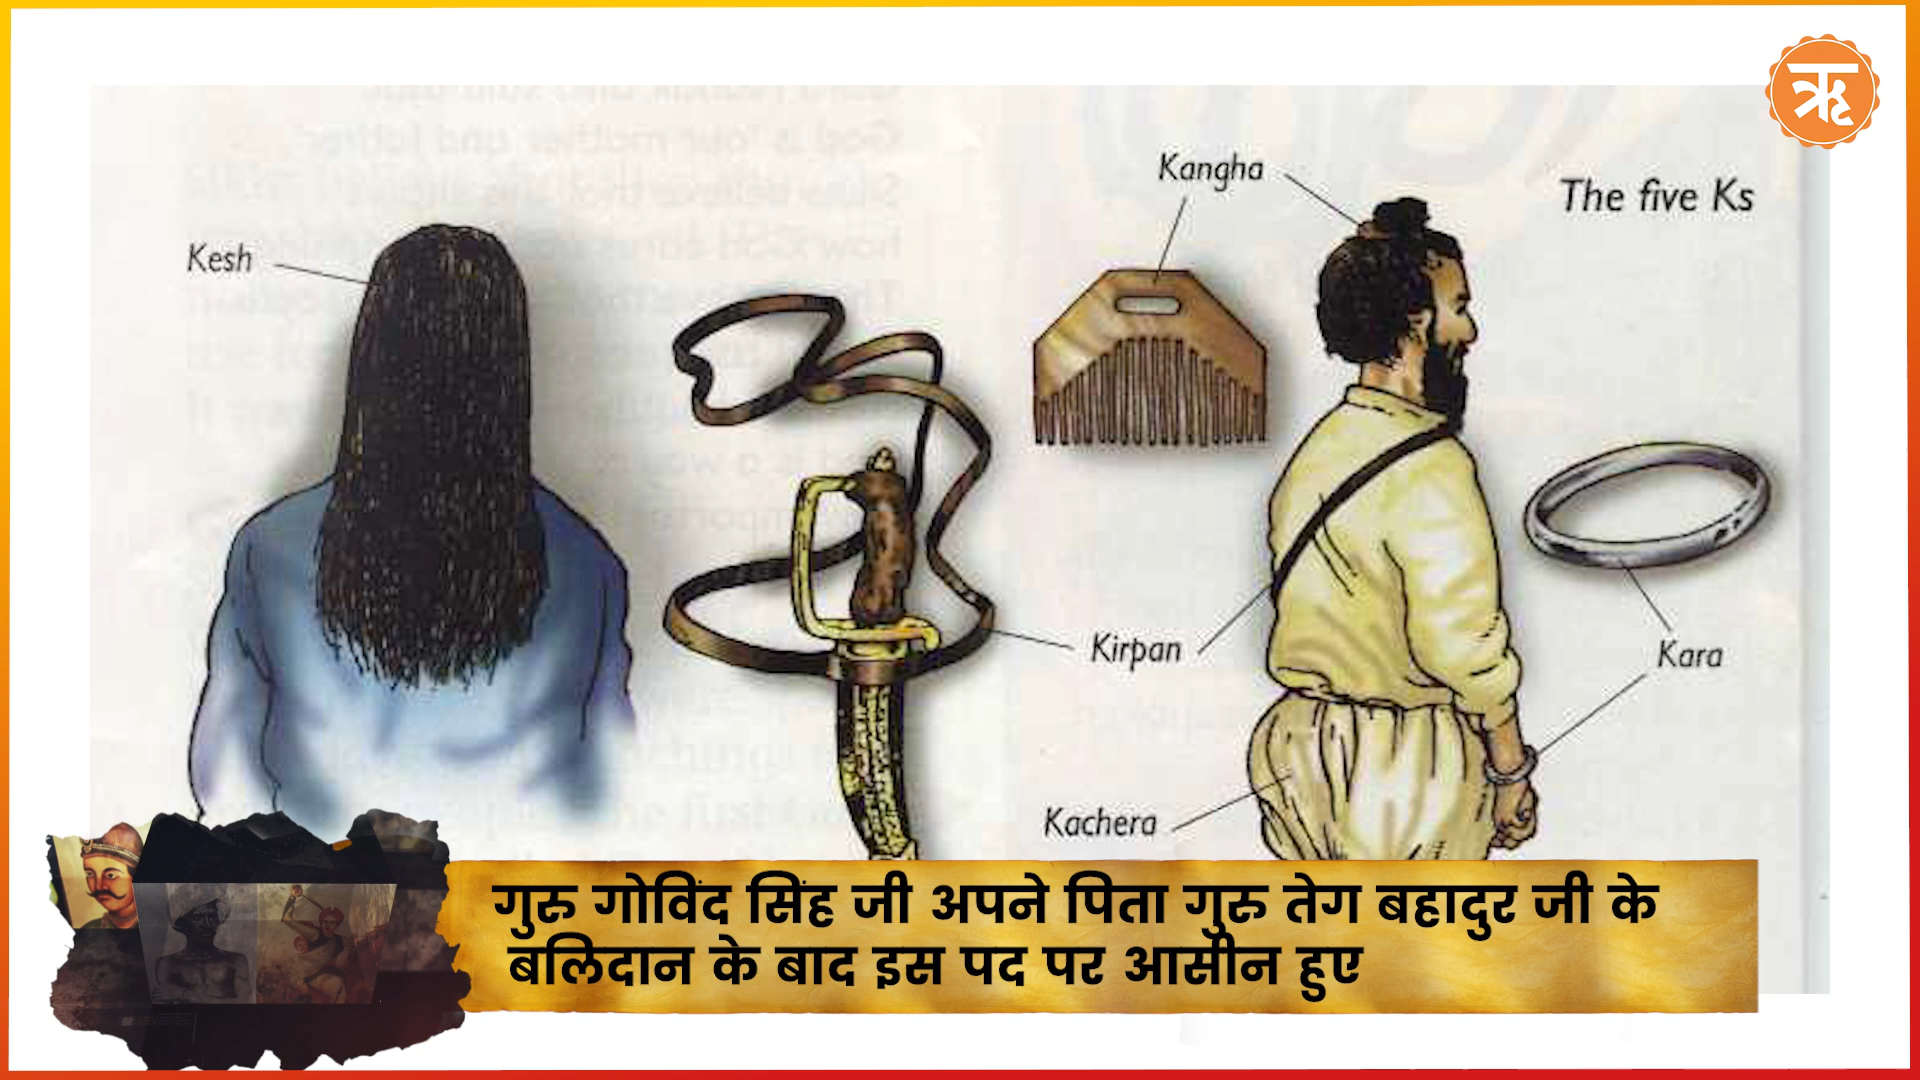 Kangha
The five Ks
Kesh
Kirpan
Kara
Kachera
गुरु गोविंद सिंह जी अपने पिता गुरु तेग बहादुर जी के
बलिदान के बाद इस पद पर आसीन हुए
ऋ